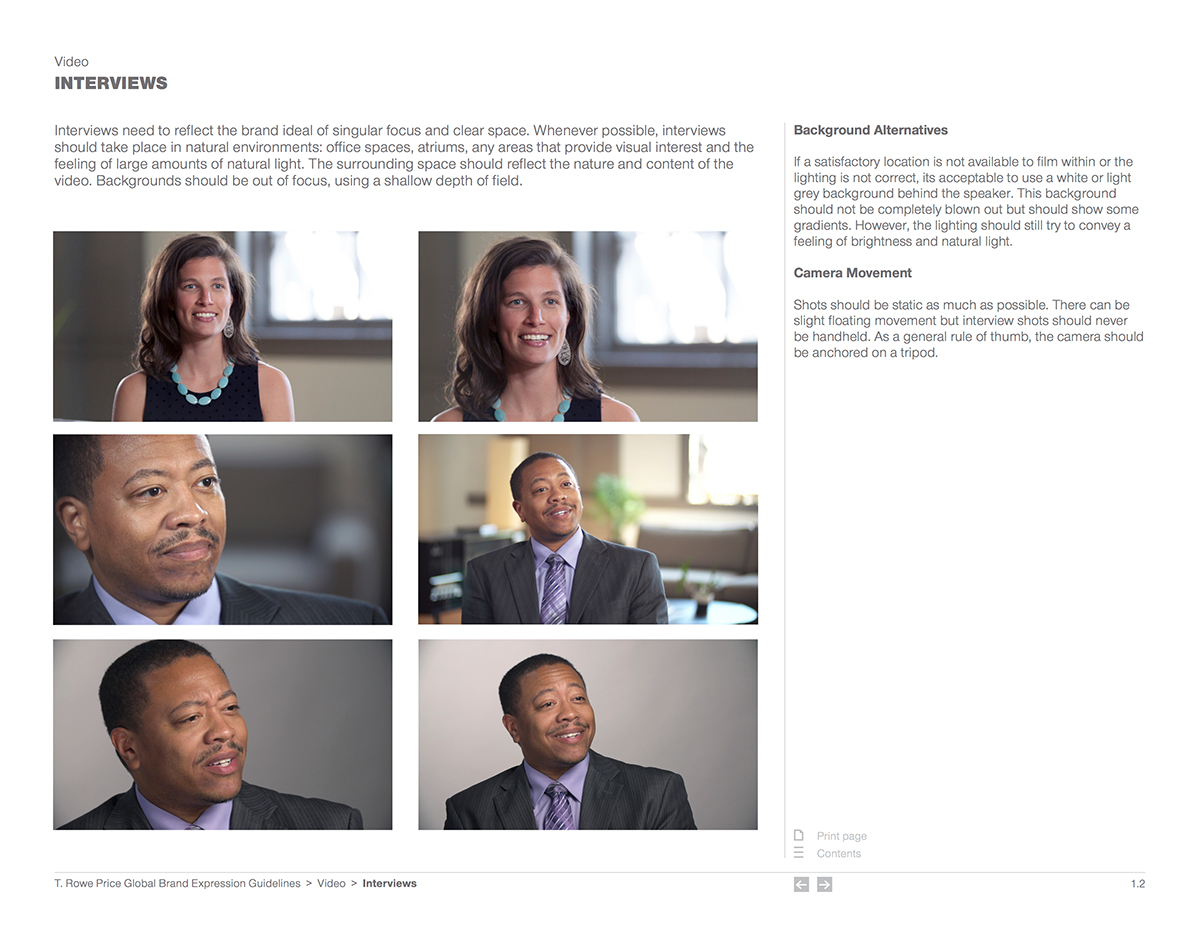 Video
INTERVIEWS
Interviews need to reflect the brand ideal of singular focus and clear space. Whenever possible, interviews
should take place in natural environments: office spaces, atriums, any areas that provide visual interest and the
feeling of large amounts of natural light. The surrounding space should reflect the nature and content of the
video. Backgrounds should be out of focus, using a shallow depth of field.
Background Alternatives
If a satisfactory location is not available to film within or the
lighting is not correct, its acceptable to use a white or light
grey background behind the speaker. This background
should not be completely blown out but should show some
gradients. However, the lighting should still try to convey a
feeling of brightness and natural light.
Camera Movement
Shots should be static as much as possible. There can be
slight floating movement but interview shots should never
be handheld. As a general rule of thumb, the camera should
be anchored on a tripod.
Print page
Contents
T. Rowe Price Global Brand Expression Guidelines > Video > Interviews
1.2